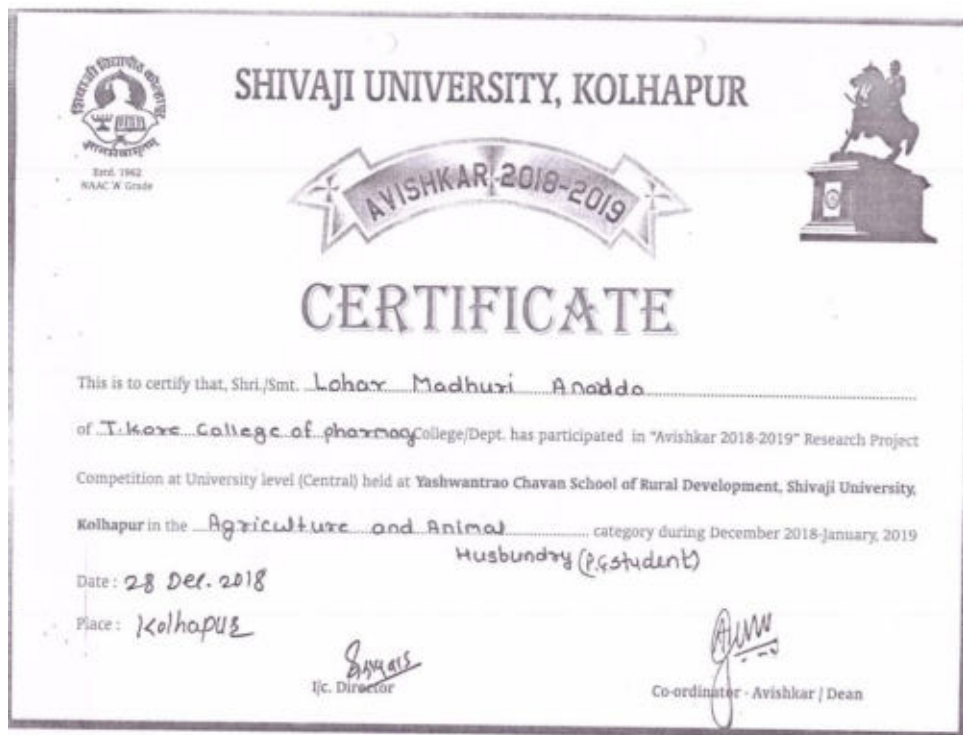 शिवाजी विद्यापीठ कोल्हापूर
Estd. 1962
NAAC 'A' Grade
SHIVAJI UNIVERSITY, KOLHAPUR
AVISHKAR 2018-2019
CERTIFICATE
This is to certify that, Shri./Smt. Lohar Madhuri Anadda
of T.Kore College of pharmacy College/Dept. has participated in "Avishkar 2018-2019" Research Project
Competition at University level (Central) held at Yashwantrao Chavan School of Rural Development, Shivaji University,
Kolhapur in the Agriculture and Animal category during December 2018-January, 2019
Husbundry (P.G student)
Date : 28 Dec. 2018
Place : Kolhapur
I/c. Director
Co-ordinator - Avishkar / Dean